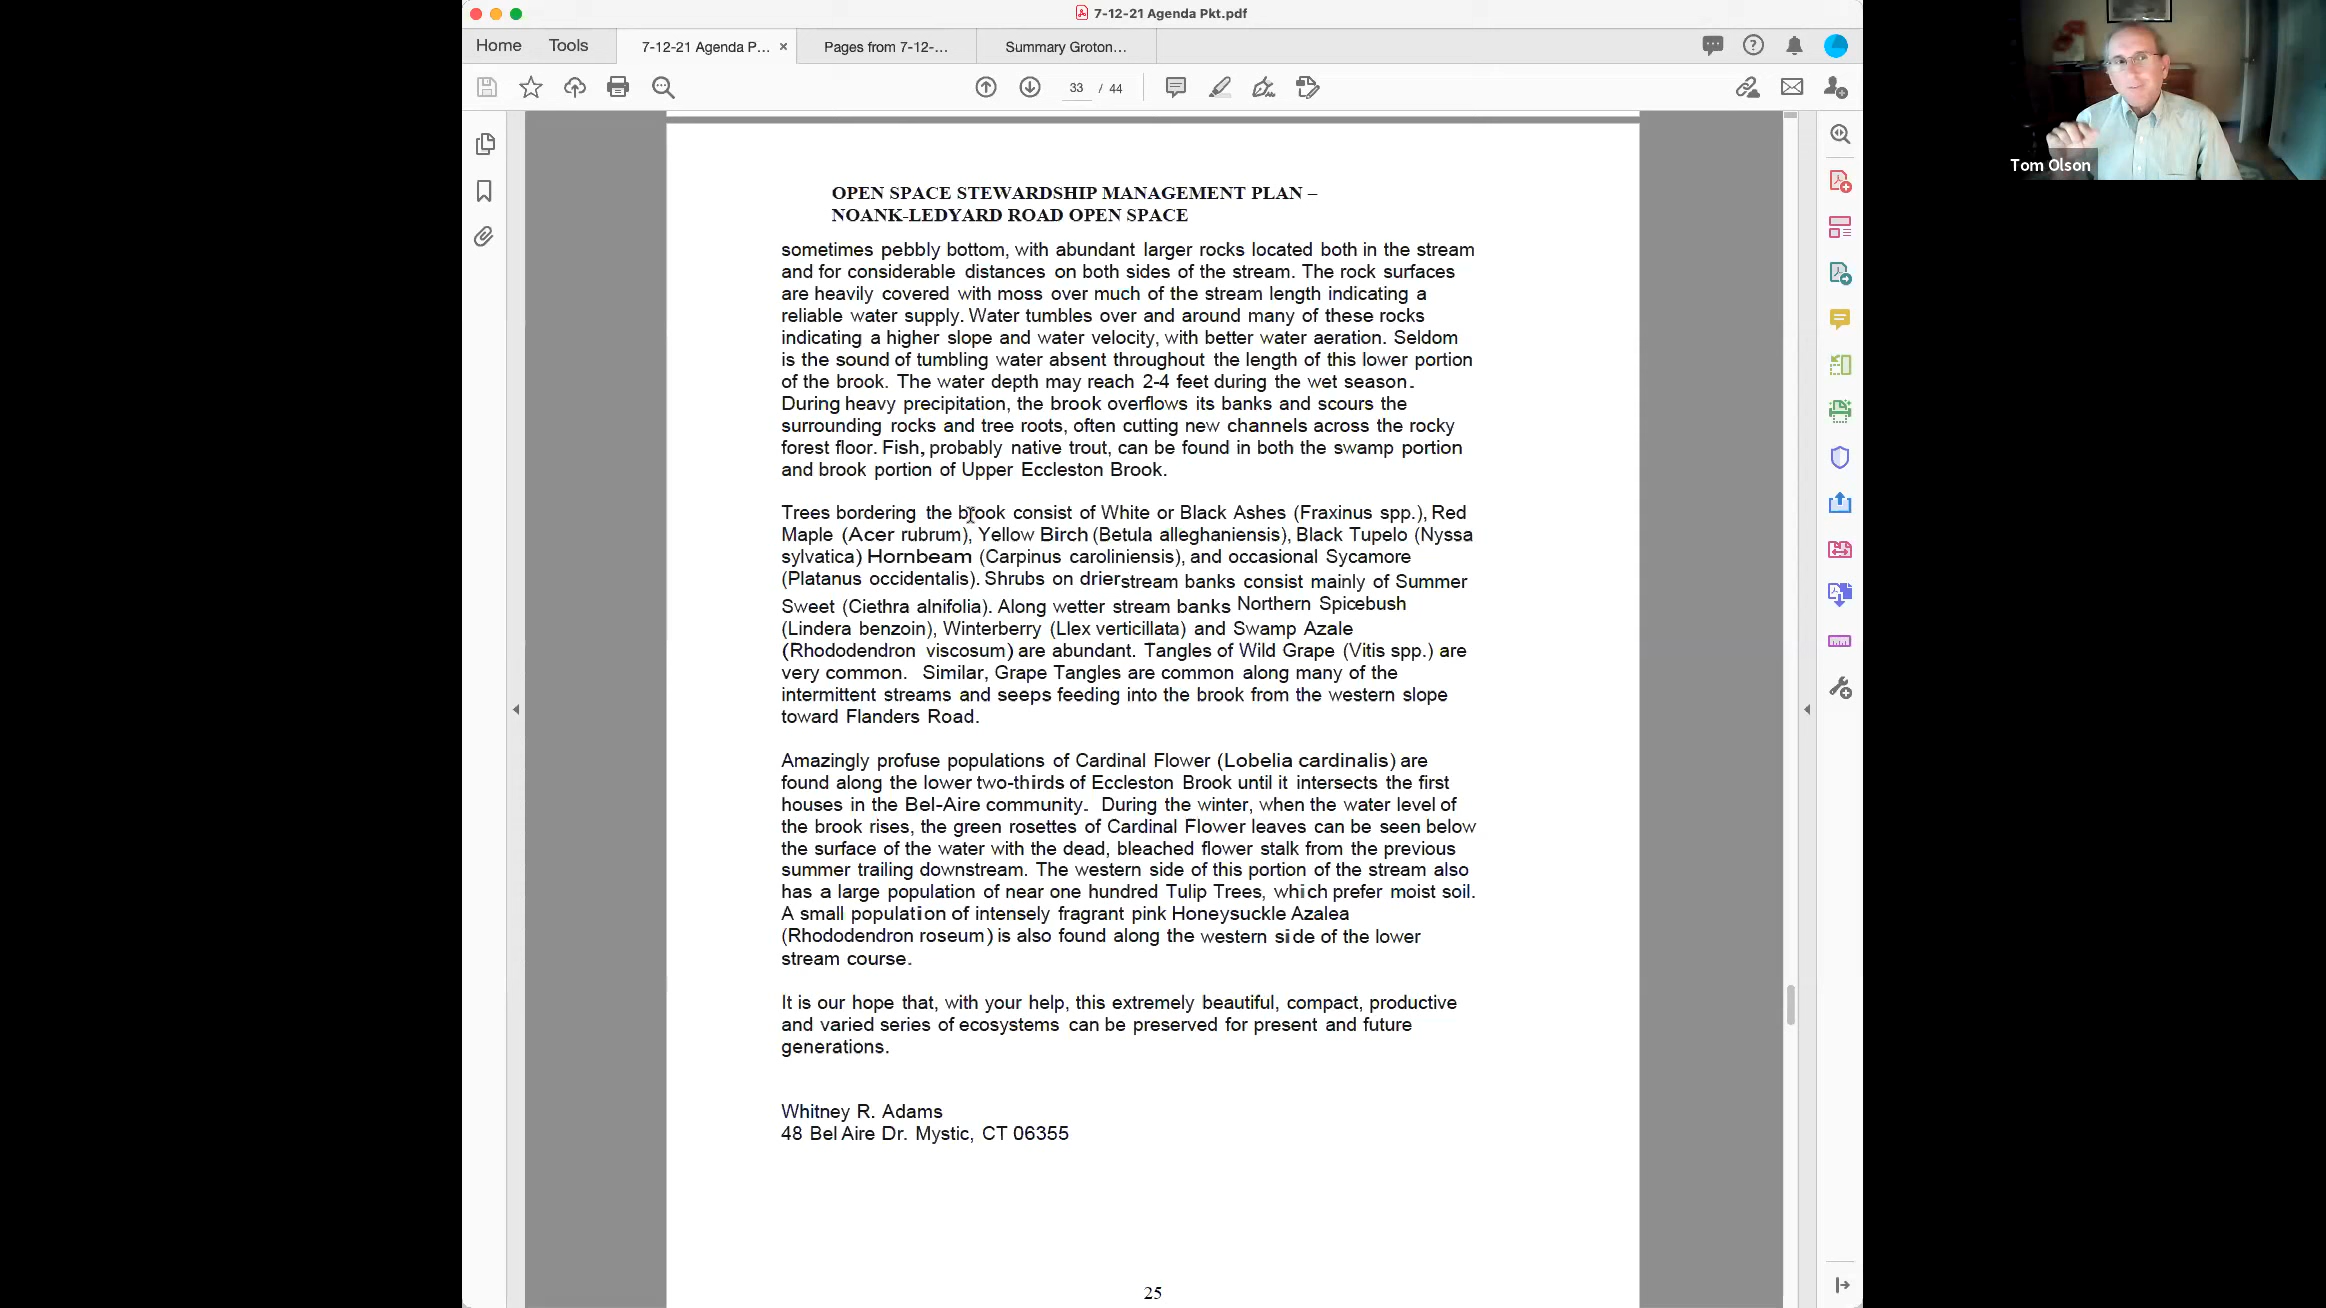 7-12-21 Agenda Pkt.pdf
Home Tools 7-12-21 Agenda P... × Pages from 7-12-... Summary Groton...
33 / 44
Tom Olson
OPEN SPACE STEWARDSHIP MANAGEMENT PLAN –
NOANK-LEDYARD ROAD OPEN SPACE
sometimes pebbly bottom, with abundant larger rocks located both in the stream
and for considerable distances on both sides of the stream. The rock surfaces
are heavily covered with moss over much of the stream length indicating a
reliable water supply. Water tumbles over and around many of these rocks
indicating a higher slope and water velocity, with better water aeration. Seldom
is the sound of tumbling water absent throughout the length of this lower portion
of the brook. The water depth may reach 2-4 feet during the wet season.
During heavy precipitation, the brook overflows its banks and scours the
surrounding rocks and tree roots, often cutting new channels across the rocky
forest floor. Fish, probably native trout, can be found in both the swamp portion
and brook portion of Upper Eccleston Brook.
Trees bordering the brook consist of White or Black Ashes (Fraxinus spp.), Red
Maple (Acer rubrum), Yellow Birch (Betula alleghaniensis), Black Tupelo (Nyssa
sylvatica) Hornbeam (Carpinus caroliniensis), and occasional Sycamore
(Platanus occidentalis). Shrubs on drier stream banks consist mainly of Summer
Sweet (Ciethra alnifolia). Along wetter stream banks Northern Spicebush
(Lindera benzoin), Winterberry (Llex verticillata) and Swamp Azale
(Rhododendron viscosum) are abundant. Tangles of Wild Grape (Vitis spp.) are
very common. Similar, Grape Tangles are common along many of the
intermittent streams and seeps feeding into the brook from the western slope
toward Flanders Road.
Amazingly profuse populations of Cardinal Flower (Lobelia cardinalis) are
found along the lower two-thirds of Eccleston Brook until it intersects the first
houses in the Bel-Aire community. During the winter, when the water level of
the brook rises, the green rosettes of Cardinal Flower leaves can be seen below
the surface of the water with the dead, bleached flower stalk from the previous
summer trailing downstream. The western side of this portion of the stream also
has a large population of near one hundred Tulip Trees, which prefer moist soil.
A small population of intensely fragrant pink Honeysuckle Azalea
(Rhododendron roseum) is also found along the western side of the lower
stream course.
It is our hope that, with your help, this extremely beautiful, compact, productive
and varied series of ecosystems can be preserved for present and future
generations.
Whitney R. Adams
48 Bel Aire Dr. Mystic, CT 06355
25